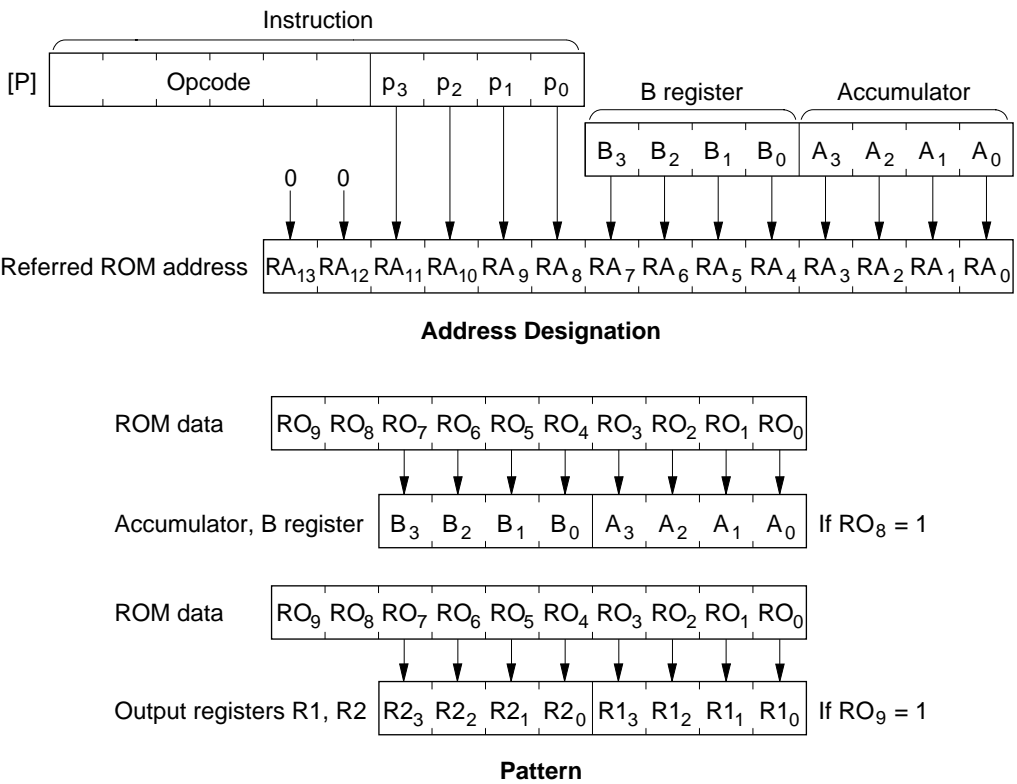 Instruction
[P] Opcode p3 p2 p1 p0
B register Accumulator
B3 B2 B1 B0 A3 A2 A1 A0
0 0
Referred ROM address RA13 RA12 RA11 RA10 RA9 RA8 RA7 RA6 RA5 RA4 RA3 RA2 RA1 RA0
Address Designation
ROM data RO9 RO8 RO7 RO6 RO5 RO4 RO3 RO2 RO1 RO0
Accumulator, B register B3 B2 B1 B0 A3 A2 A1 A0 If RO8 = 1
ROM data RO9 RO8 RO7 RO6 RO5 RO4 RO3 RO2 RO1 RO0
Output registers R1, R2 R23 R22 R21 R20 R13 R12 R11 R10 If RO9 = 1
Pattern